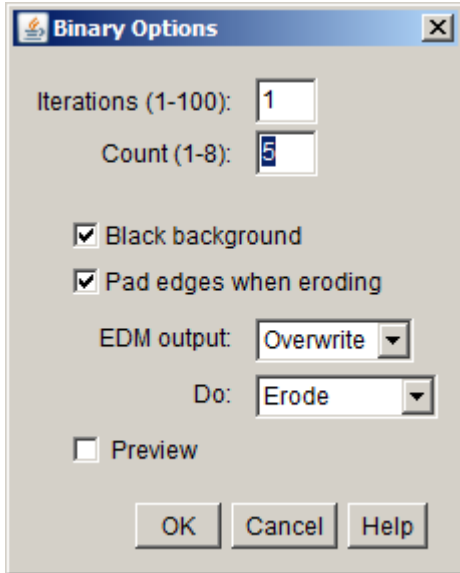 Binary Options
Iterations (1-100): 1
Count (1-8): 5
Black background
Pad edges when eroding
EDM output: Overwrite
Do: Erode
Preview
OK Cancel Help